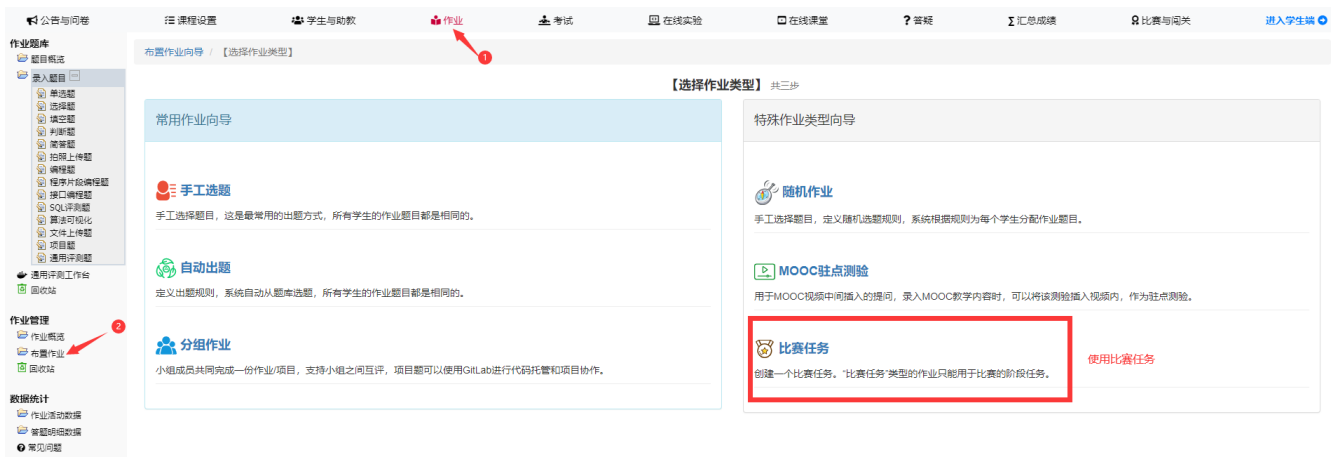 公告与问卷 课程设置 学生与助教 作业 考试 在线实验 在线课堂 答疑 汇总成绩 比赛与闯关 进入学生端
作业题库
题目概览
录入题目
单选题
选择题
填空题
判断题
简答题
拍照上传题
编程题
程序片段编程题
接口编程题
SQL评测题
算法可视化
文件上传题
项目题
通用评测题
通用评测工作台
回收站
作业管理
作业概览
布置作业
回收站
数据统计
作业活动数据
答题明细数据
常见问题
1
2
布置作业向导 / 【选择作业类型】
【选择作业类型】 共三步
常用作业向导
手工选题
手工选择题目，这是最常用的出题方式，所有学生的作业题目都是相同的。
自动出题
定义出题规则，系统自动从题库选题，所有学生的作业题目都是相同的。
分组作业
小组成员共同完成一份作业/项目，支持小组之间互评，项目题可以使用GitLab进行代码托管和项目协作。
特殊作业类型向导
随机作业
手工选择题目，定义随机选题规则，系统根据规则为每个学生分配作业题目。
MOOC驻点测验
用于MOOC视频中间插入的提问，录入MOOC教学内容时，可以将该测验插入视频内，作为驻点测验。
比赛任务
创建一个比赛任务。“比赛任务”类型的作业只能用于比赛的阶段任务。
使用比赛任务